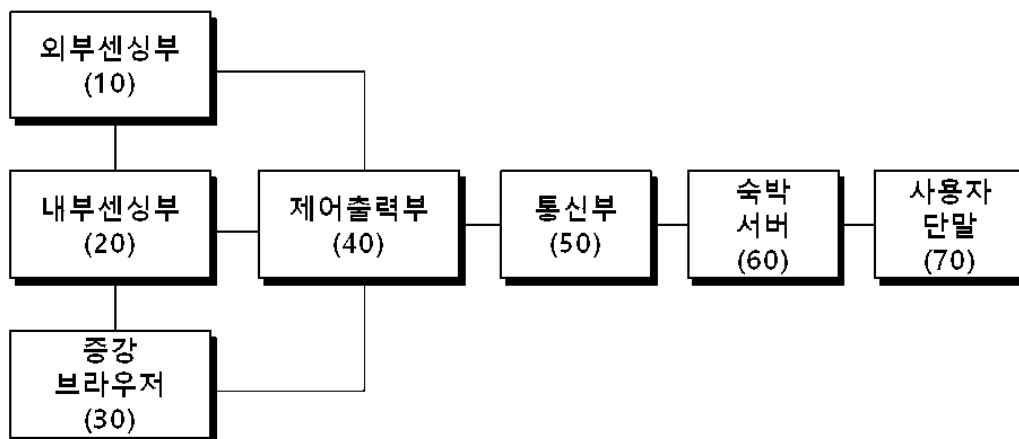 외부센싱부
(10)
내부센싱부
(20)
증강
브라우저
(30)
제어출력부
(40)
통신부
(50)
숙박
서버
(60)
사용자
단말
(70)